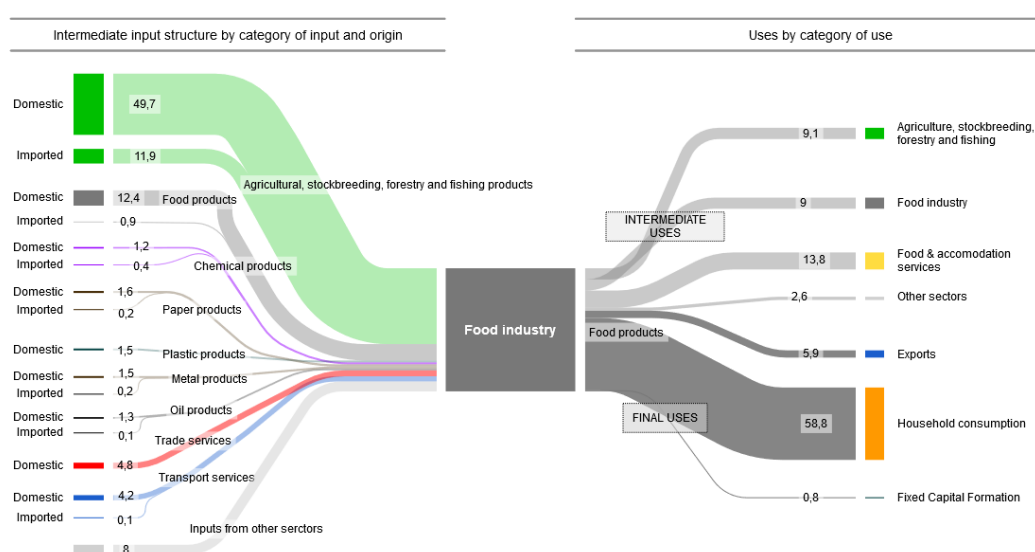 Intermediate input structure by category of input and origin
Uses by category of use
Domestic 49,7
Imported 11,9
Agricultural, stockbreeding, forestry and fishing products
Domestic 12,4 Food products
Imported 0,9
Domestic 1,2
Imported 0,4
Chemical products
Domestic 1,6
Imported 0,2
Paper products
Domestic 1,5
Plastic products
Domestic 1,5
Metal products
Imported 0,2
Domestic 1,3
Oil products
Imported 0,1
Trade services
Domestic 4,8
Transport services
Domestic 4,2
Imported 0,1
Inputs from other serctors
8
Food industry
INTERMEDIATE
USES
Food products
FINAL USES
9,1
Agriculture, stockbreeding,
forestry and fishing
9 Food industry
13,8
Food & accomodation
services
2,6 Other sectors
5,9 Exports
58,8 Household consumption
0,8 Fixed Capital Formation